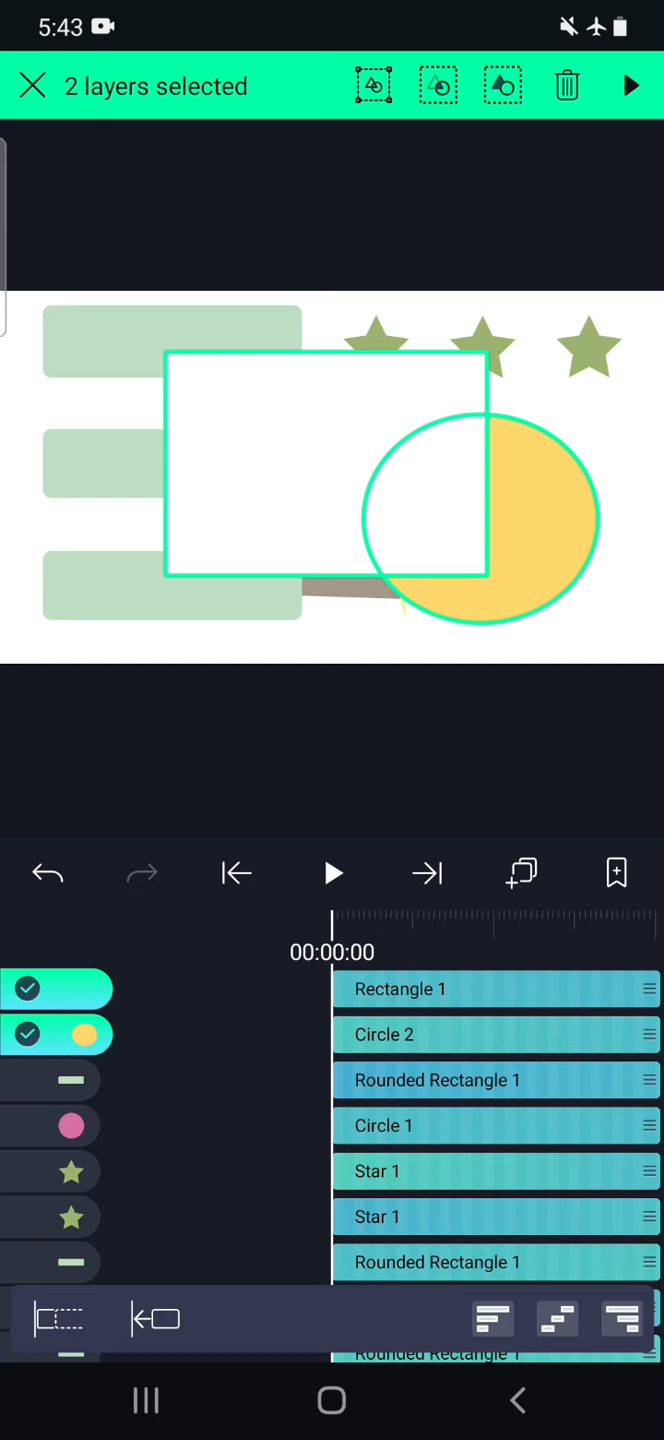 5:43
2 layers selected
00:00:00
Rectangle 1
Circle 2
Rounded Rectangle 1
Circle 1
Star 1
Star 1
Rounded Rectangle 1
Rounded Rectangle 1